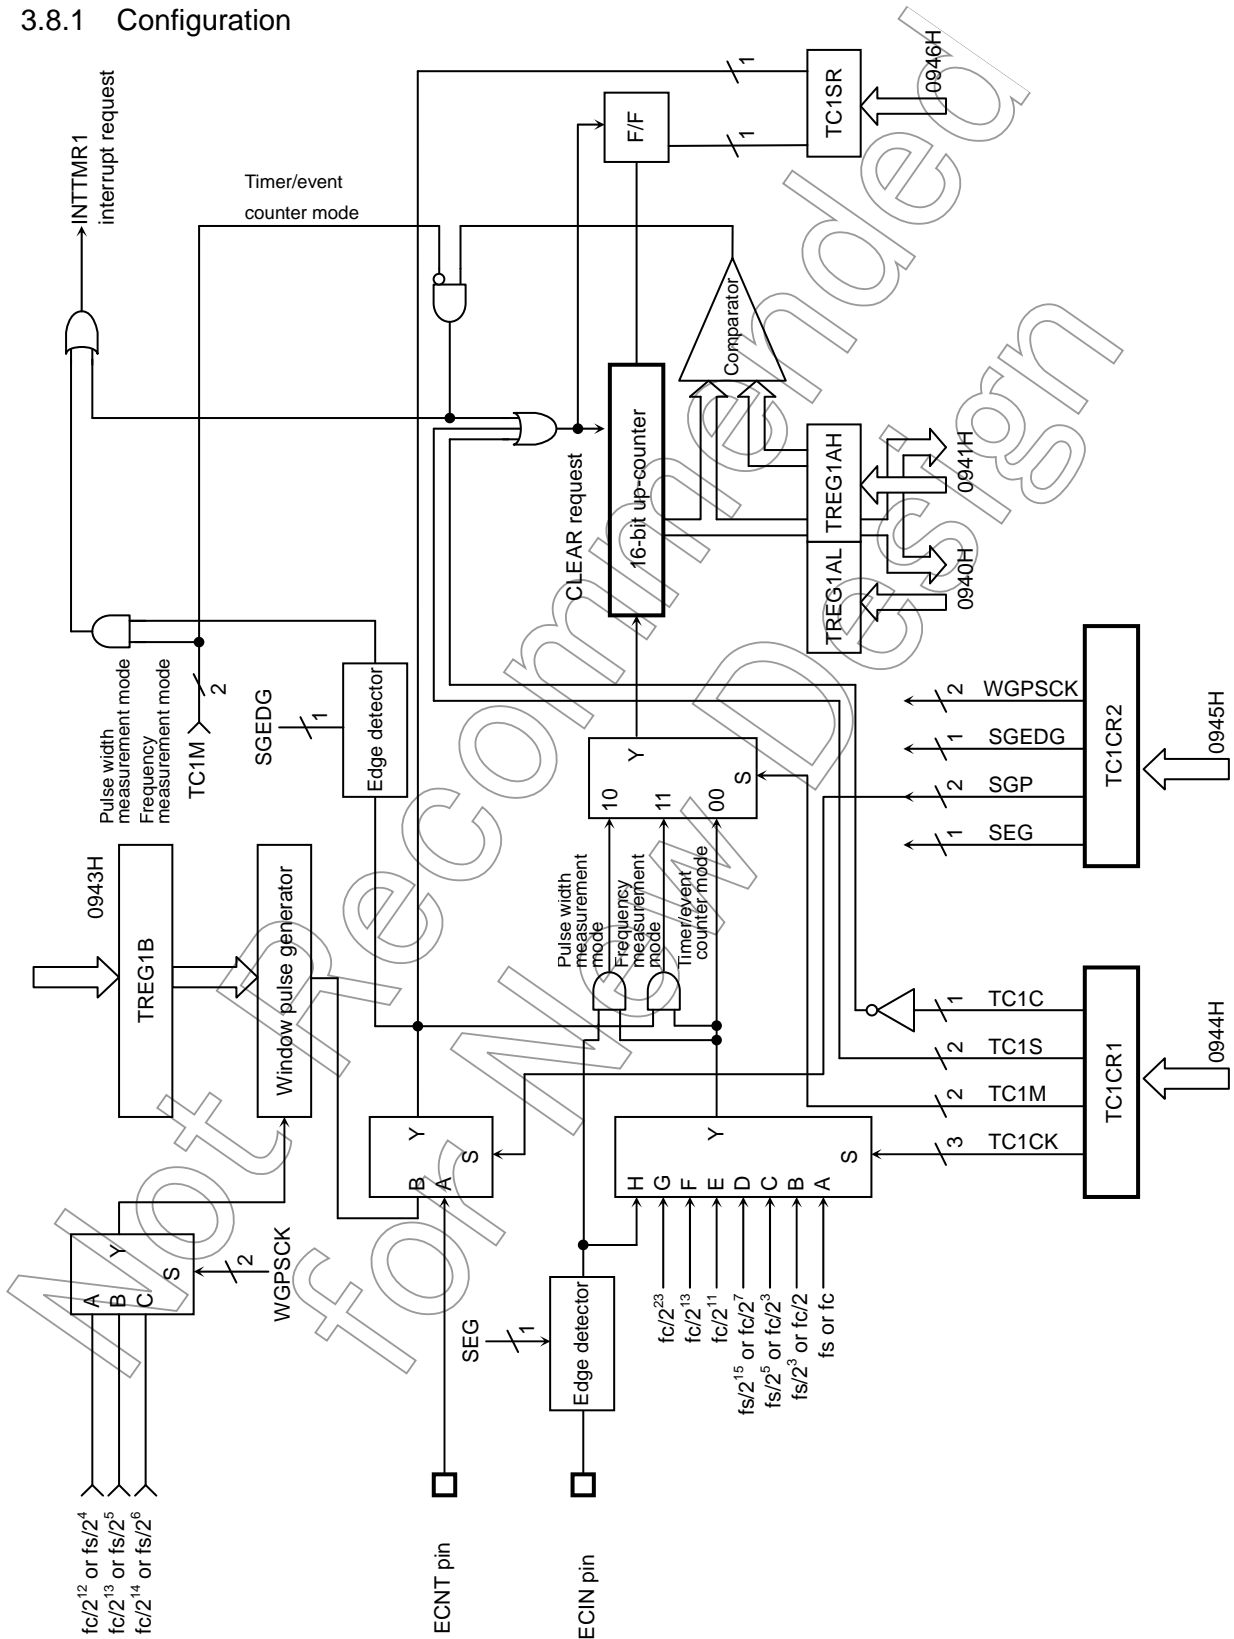 3.8.1 Configuration
fc/2^12 or fs/2^4
fc/2^13 or fs/2^5
fc/2^14 or fs/2^6
A
B
C
Y
S
2
WGPSCK
TREG1B
0943H
Window pulse generator
Pulse width
measurement mode
Frequency
measurement mode
TC1M
2
INTTMR1
interrupt request
Timer/event
counter mode
SGEDG
1
Edge detector
ECNT pin
B
A
Y
S
ECIN pin
SEG
1
Edge detector
H
G
F
E
D
C
B
A
Y
S
fc/2^23
fc/2^13
fc/2^11
fs/2^15 or fc/2^7
fs/2^5 or fc/2^3
fs/2^3 or fc/2
fs or fc
Pulse width
measurement
mode
Frequency
measurement
mode
Timer/event
counter mode
10
11
00
Y
S
CLEAR request
16-bit up-counter
F/F
Comparator
1
1
TC1SR
0946H
TREG1AL
TREG1AH
0940H
0941H
3
TC1CK
2
TC1M
2
TC1S
1
TC1C
TC1CR1
0944H
1
SEG
2
SGP
1
SGEDG
2
WGPSCK
TC1CR2
0945H
Not Recommended
for New Design